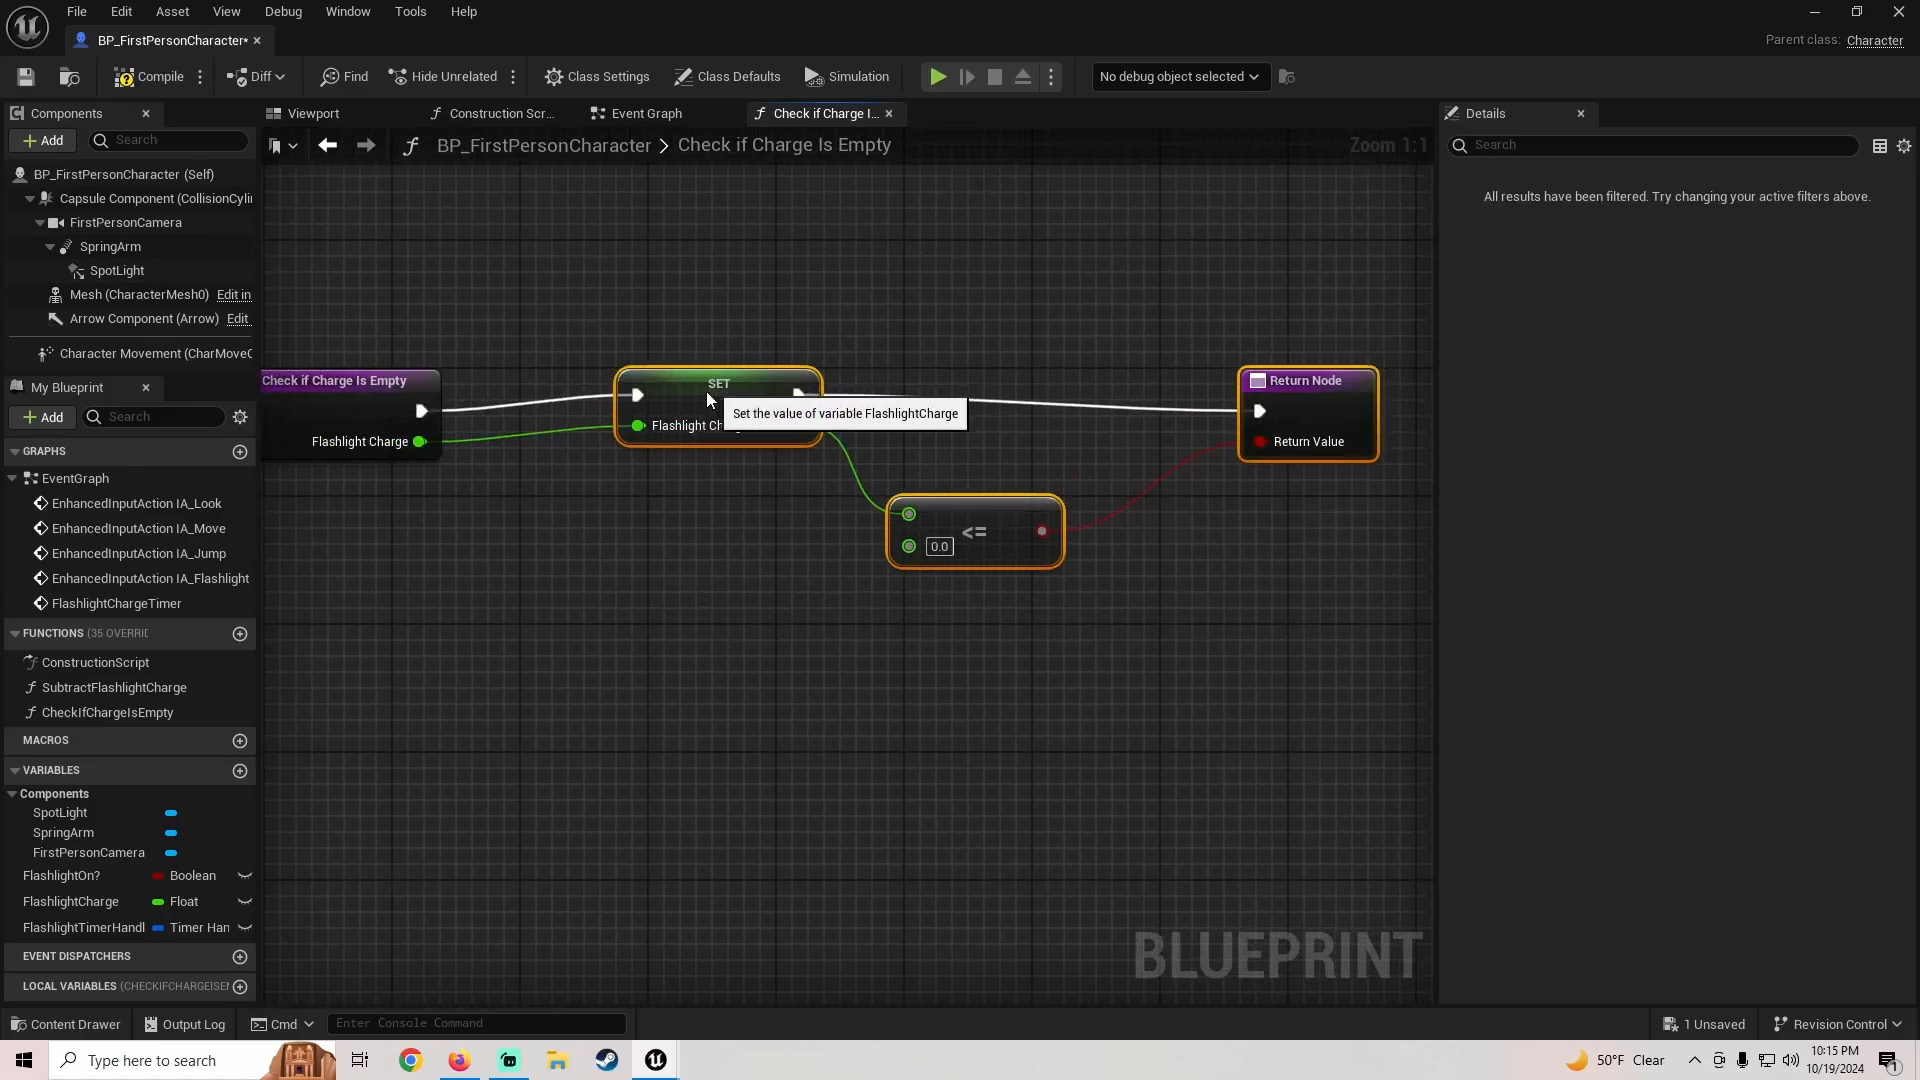 File Edit Asset View Debug Window Tools Help
BP_FirstPersonCharacter*
Parent class: Character
Compile Diff Find Hide Unrelated Class Settings Class Defaults Simulation No debug object selected
Components Viewport Construction Scr... Event Graph Check if Charge I... Details
Add Search BP_FirstPersonCharacter > Check if Charge Is Empty Zoom 1:1 Search
BP_FirstPersonCharacter (Self)
All results have been filtered. Try changing your active filters above.
Capsule Component (CollisionCyli
FirstPersonCamera
SpringArm
SpotLight
Mesh (CharacterMesh0) Edit in
Arrow Component (Arrow) Edit
Character Movement (CharMoveC
Check if Charge Is Empty
Flashlight Charge
SET
Flashlight Ch
Set the value of variable FlashlightCharge
Return Node
Return Value
<=
0.0
My Blueprint
Add Search
GRAPHS
EventGraph
EnhancedInputAction IA_Look
EnhancedInputAction IA_Move
EnhancedInputAction IA_Jump
EnhancedInputAction IA_Flashlight
FlashlightChargeTimer
FUNCTIONS (35 OVERRID
ConstructionScript
SubtractFlashlightCharge
CheckIfChargeIsEmpty
MACROS
VARIABLES
Components
SpotLight
SpringArm
FirstPersonCamera
FlashlightOn? Boolean
FlashlightCharge Float
FlashlightTimerHandl Timer Han
EVENT DISPATCHERS
LOCAL VARIABLES (CHECKIFCHARGEISEM
BLUEPRINT
Content Drawer Output Log Cmd Enter Console Command 1 Unsaved Revision Control
Type here to search 50°F Clear 10:15 PM
10/19/2024
1